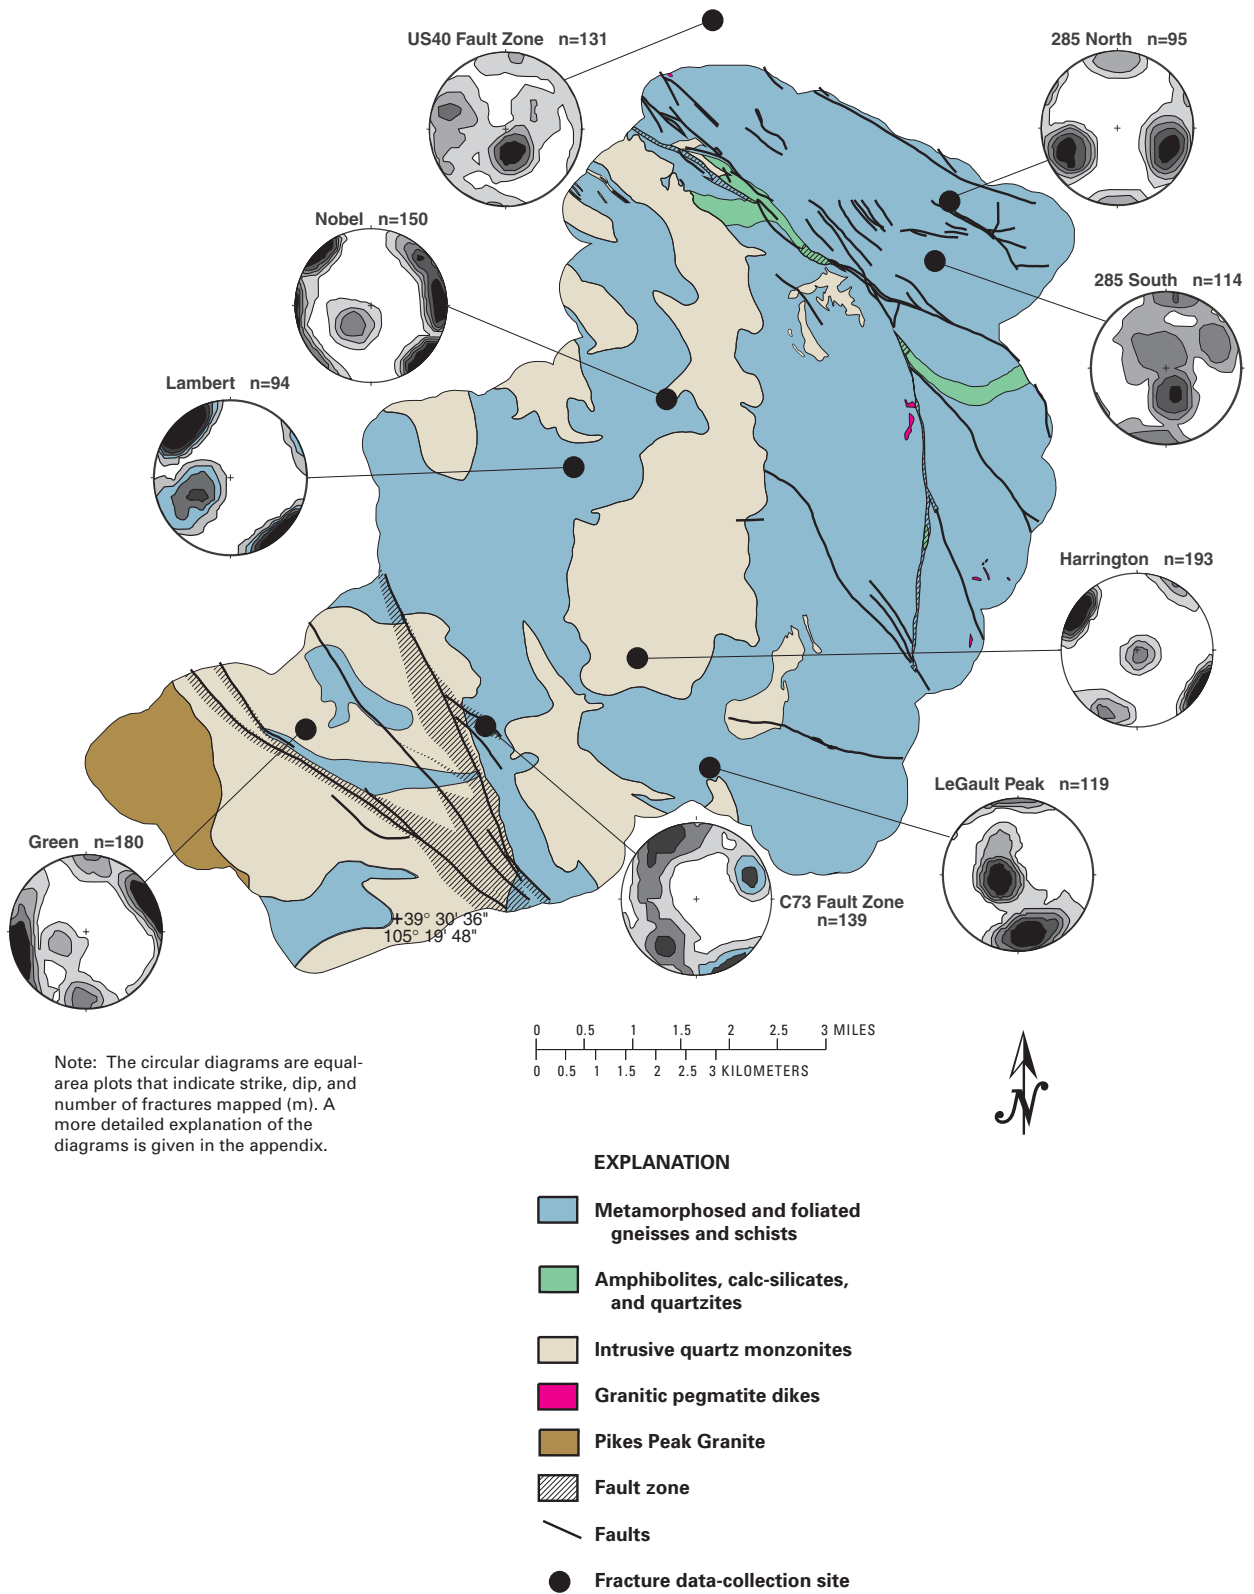 US40 Fault Zone n=131
285 North n=95
Nobel n=150
285 South n=114
Lambert n=94
Harrington n=193
LeGault Peak n=119
Green n=180
C73 Fault Zone
n=139
+39° 30' 36"
105° 19' 48"
0 0.5 1 1.5 2 2.5 3 MILES
0 0.5 1 1.5 2 2.5 3 KILOMETERS
N
Note: The circular diagrams are equal-
area plots that indicate strike, dip, and
number of fractures mapped (m). A
more detailed explanation of the
diagrams is given in the appendix.
EXPLANATION
Metamorphosed and foliated
gneisses and schists
Amphibolites, calc-silicates,
and quartzites
Intrusive quartz monzonites
Granitic pegmatite dikes
Pikes Peak Granite
Fault zone
Faults
Fracture data-collection site